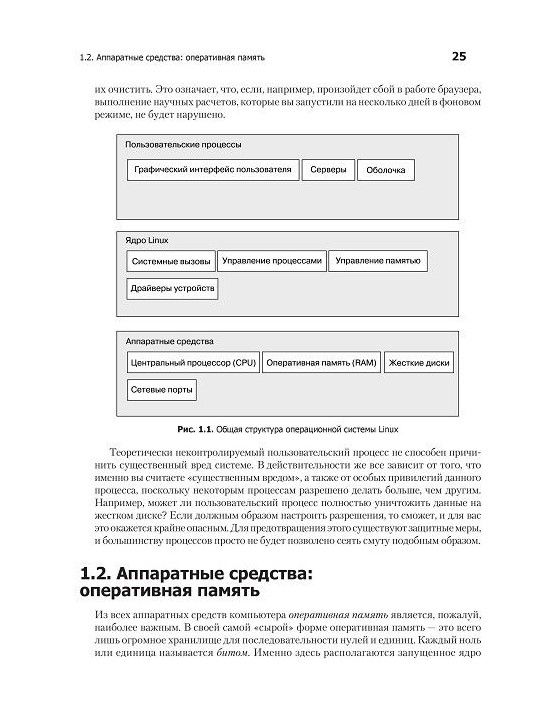 1.2. Аппаратные средства: оперативная память 25
их очистить. Это означает, что, если, например, произойдет сбой в работе браузера,
выполнение научных расчетов, которые вы запустили на несколько дней в фоновом
режиме, не будет нарушено.
Пользовательские процессы
Графический интерфейс пользователя Серверы Оболочка
Ядро Linux
Системные вызовы Управление процессами Управление памятью
Драйверы устройств
Аппаратные средства
Центральный процессор (CPU) Оперативная память (RAM) Жесткие диски
Сетевые порты
Рис. 1.1. Общая структура операционной системы Linux
Теоретически неконтролируемый пользовательский процесс не способен причи-
нить существенный вред системе. В действительности же все зависит от того, что
именно вы считаете «существенным вредом», а также от особых привилегий данного
процесса, поскольку некоторым процессам разрешено делать больше, чем другим.
Например, может ли пользовательский процесс полностью уничтожить данные на
жестком диске? Если должным образом настроить разрешения, то сможет, и для вас
это окажется крайне опасным. Для предотвращения этого существуют защитные меры,
и большинству процессов просто не будет позволено сеять смуту подобным образом.
1.2. Аппаратные средства:
оперативная память
Из всех аппаратных средств компьютера оперативная память является, пожалуй,
наиболее важным. В своей самой «сырой» форме оперативная память — это всего
лишь огромное хранилище для последовательности нулей и единиц. Каждый ноль
или единица называется битом. Именно здесь располагаются запущенное ядро